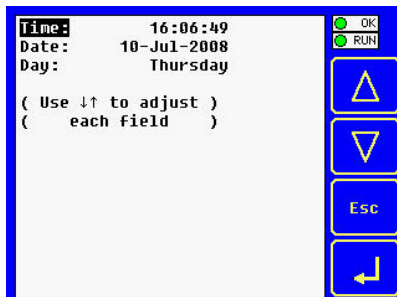 Time: 16:06:49
Date: 10-Jul-2008
Day: Thursday
( Use ↓↑ to adjust )
( each field )
OK
RUN
Esc